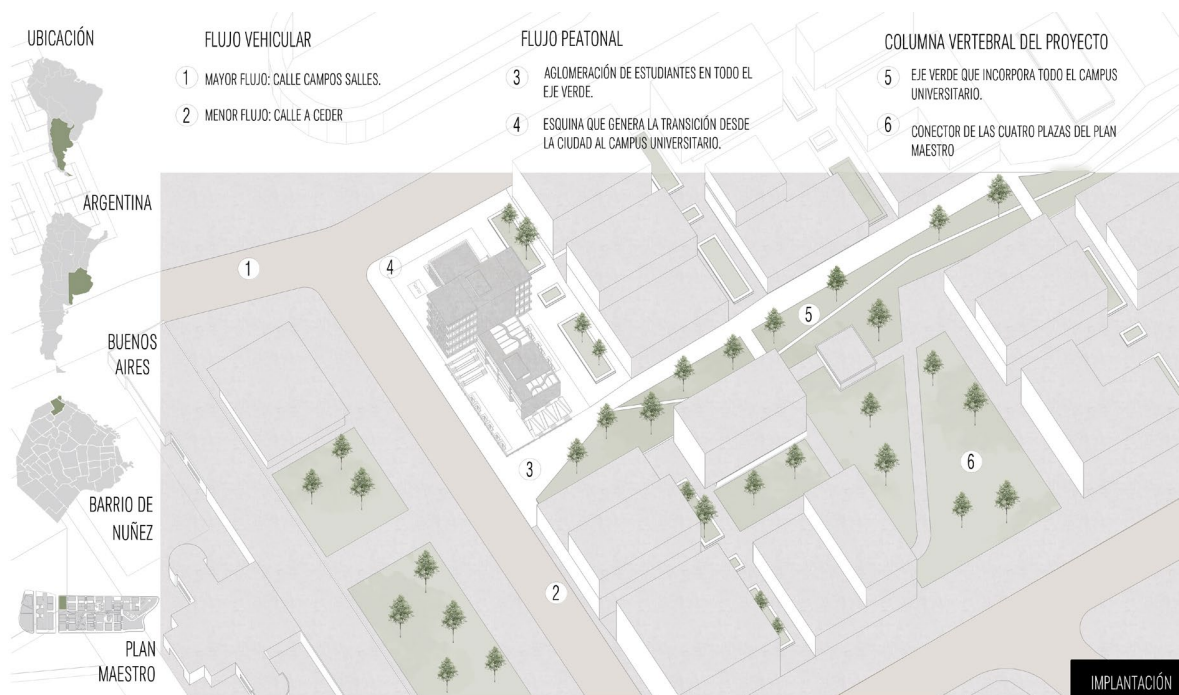 UBICACIÓN
ARGENTINA
BUENOS
AIRES
BARRIO DE
NUÑEZ
PLAN
MAESTRO
FLUJO VEHICULAR
1 MAYOR FLUJO: CALLE CAMPOS SALLES.
2 MENOR FLUJO: CALLE A CEDER
FLUJO PEATONAL
3 AGLOMERACIÓN DE ESTUDIANTES EN TODO EL
EJE VERDE.
4 ESQUINA QUE GENERA LA TRANSICIÓN DESDE
LA CIUDAD AL CAMPUS UNIVERSITARIO.
COLUMNA VERTEBRAL DEL PROYECTO
5 EJE VERDE QUE INCORPORA TODO EL CAMPUS
UNIVERSITARIO.
6 CONECTOR DE LAS CUATRO PLAZAS DEL PLAN
MAESTRO
1
4
5
3
6
2
IMPLANTACIÓN